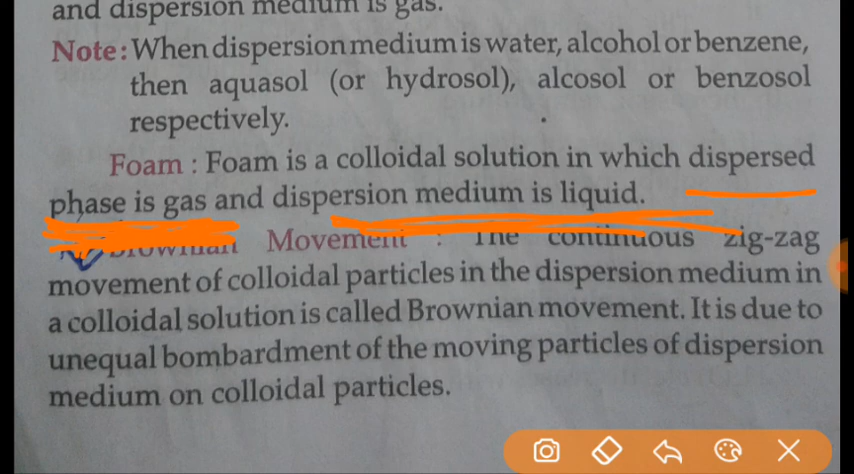 and dispersion medium is gas.
Note: When dispersion medium is water, alcohol or benzene,
then aquasol (or hydrosol), alcosol or benzosol
respectively.
Foam : Foam is a colloidal solution in which dispersed
phase is gas and dispersion medium is liquid.
Brownian Movement : The continuous zig-zag
movement of colloidal particles in the dispersion medium in
a colloidal solution is called Brownian movement. It is due to
unequal bombardment of the moving particles of dispersion
medium on colloidal particles.